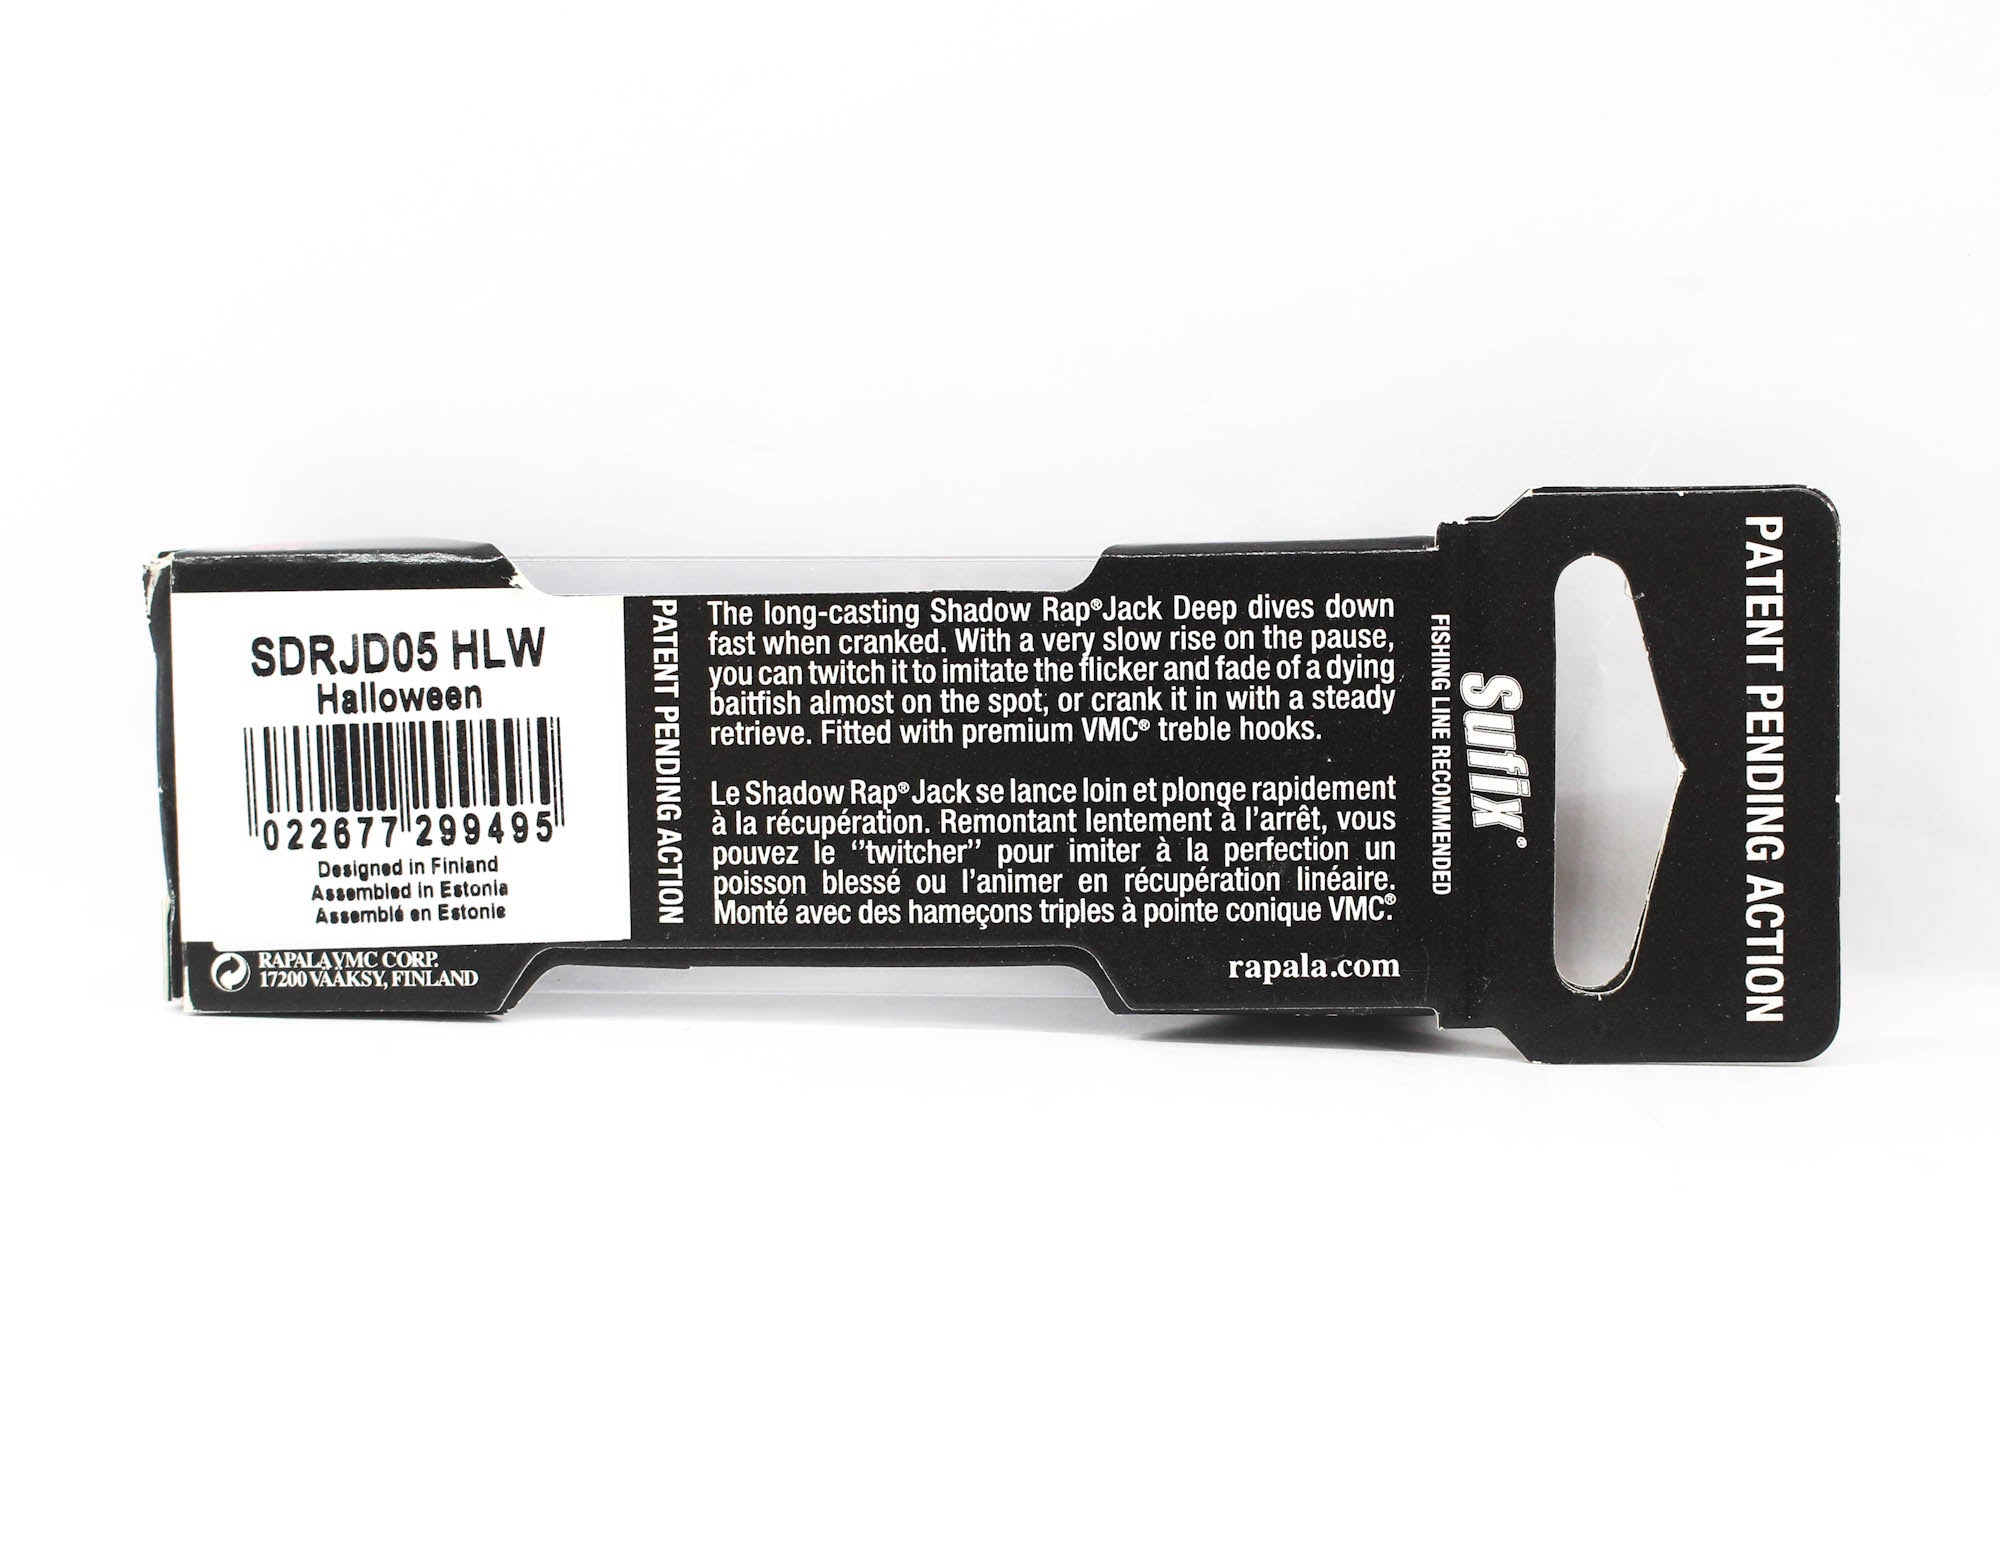 SDRJD05 HLW
Halloween
022677 299495
Designed in Finland
Assembled in Estonia
Assemblé en Estonie
RAPALA VMC CORP.
17200 VÄÄKSY, FINLAND
PATENT PENDING ACTION
The long-casting Shadow Rap® Jack Deep dives down
fast when cranked. With a very slow rise on the pause,
you can twitch it to imitate the flicker and fade of a dying
baitfish almost on the spot, or crank it in with a steady
retrieve. Fitted with premium VMC® treble hooks.
Le Shadow Rap® Jack se lance loin et plonge rapidement
à la récupération. Remontant lentement à l'arrêt, vous
pouvez le ''twitcher'' pour imiter à la perfection un
poisson blessé ou l'animer en récupération linéaire.
Monté avec des hameçons triples à pointe conique VMC®.
rapala.com
FISHING LINE RECOMMENDED
Sufix®
PATENT PENDING ACTION